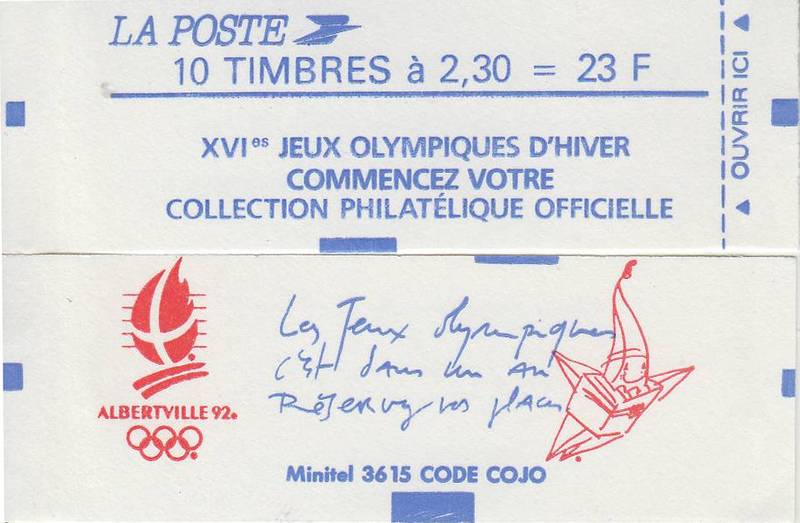 LA POSTE
10 TIMBRES à 2,30 = 23 F
OUVRIR ICI
XVIes JEUX OLYMPIQUES D'HIVER
COMMENCEZ VOTRE
COLLECTION PHILATÉLIQUE OFFICIELLE
Les Jeux olympiques
c'est dans un an
Réservez vos places
ALBERTVILLE 92
Minitel 3615 CODE COJO